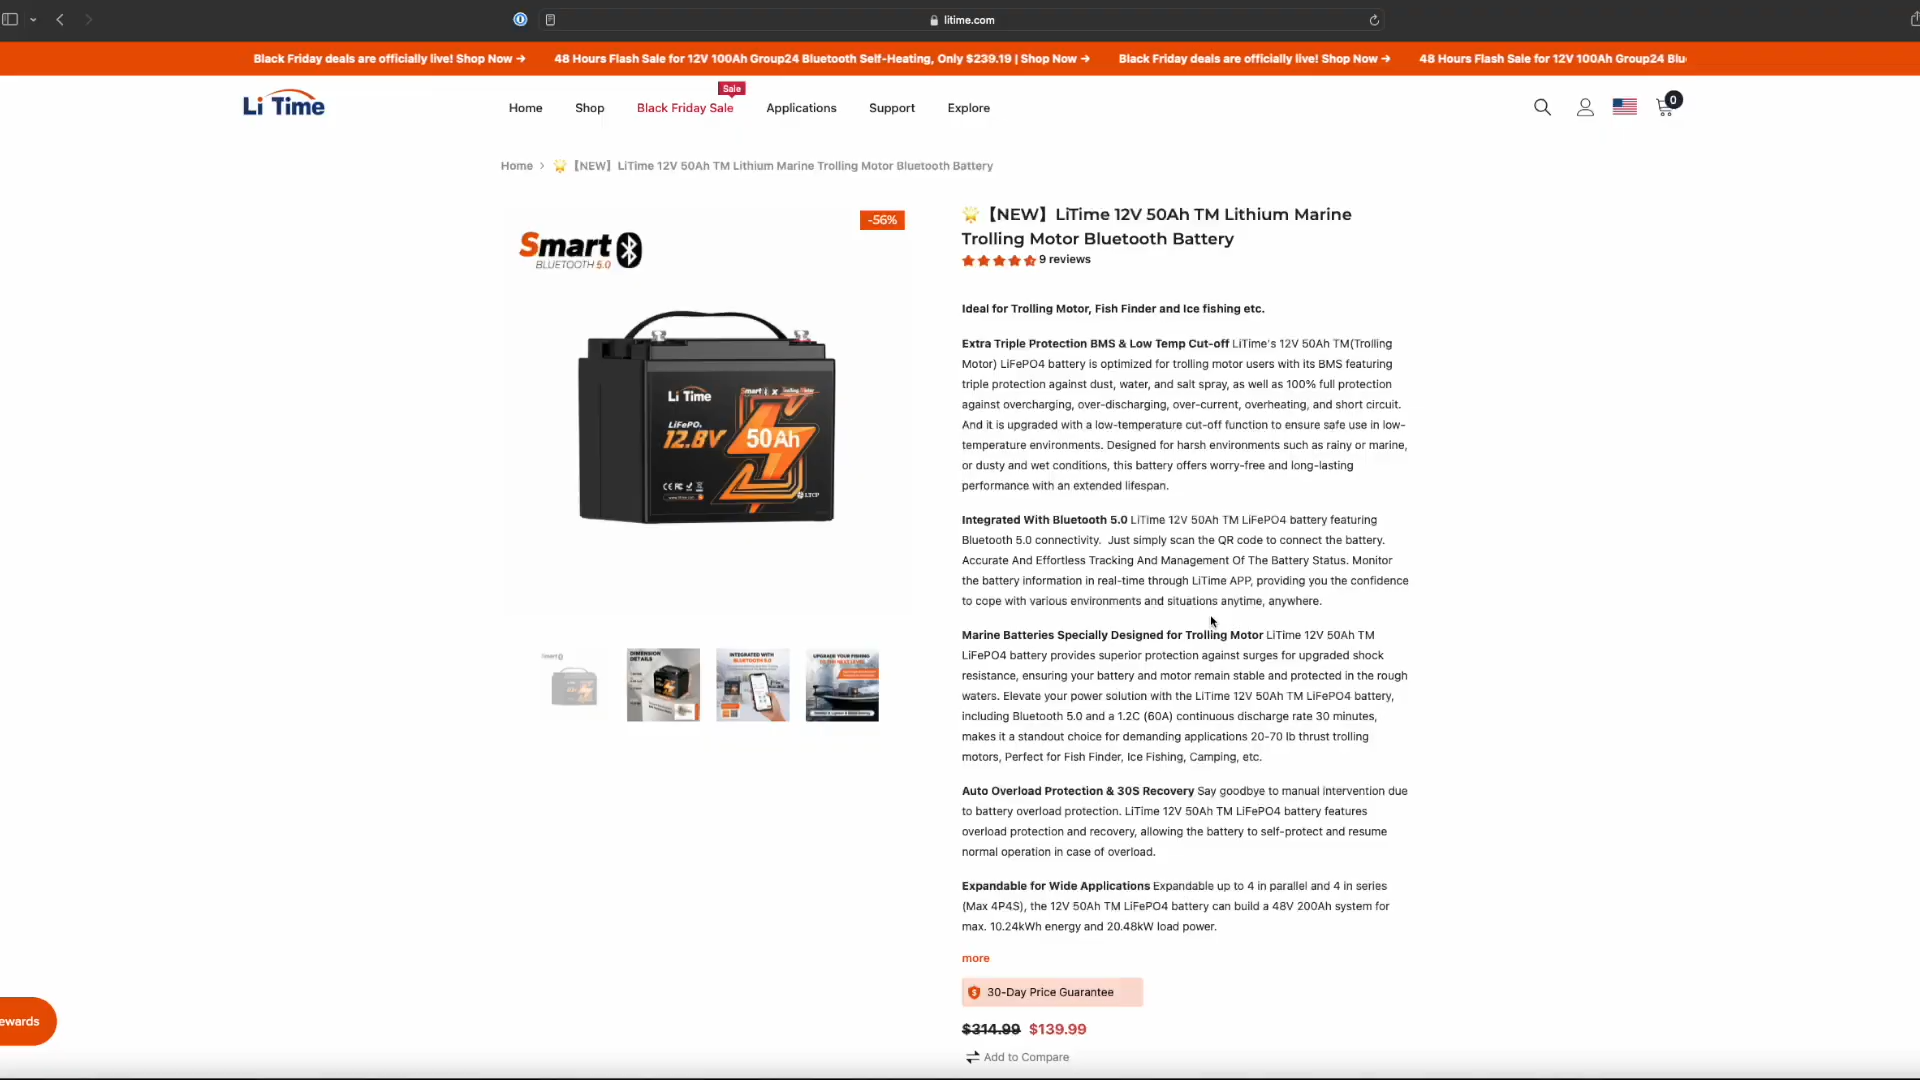 litime.com
Black Friday deals are officially live! Shop Now → 48 Hours Flash Sale for 12V 100Ah Group24 Bluetooth Self-Heating, Only $239.19 | Shop Now → Black Friday deals are officially live! Shop Now → 48 Hours Flash Sale for 12V 100Ah Group24 Blu
Li Time
Home
Shop
Sale
Black Friday Sale
Applications
Support
Explore
0
Home > 🌟【NEW】LiTime 12V 50Ah TM Lithium Marine Trolling Motor Bluetooth Battery
-56%
Smart
BLUETOOTH 5.0
Li Time
LiFePO₄
12.8V
50Ah
🌟【NEW】LiTime 12V 50Ah TM Lithium Marine
Trolling Motor Bluetooth Battery
9 reviews
Ideal for Trolling Motor, Fish Finder and Ice fishing etc.
Extra Triple Protection BMS & Low Temp Cut-off LiTime's 12V 50Ah TM(Trolling
Motor) LiFePO4 battery is optimized for trolling motor users with its BMS featuring
triple protection against dust, water, and salt spray, as well as 100% full protection
against overcharging, over-discharging, over-current, overheating, and short circuit.
And it is upgraded with a low-temperature cut-off function to ensure safe use in low-
temperature environments. Designed for harsh environments such as rainy or marine,
or dusty and wet conditions, this battery offers worry-free and long-lasting
performance with an extended lifespan.
Integrated With Bluetooth 5.0 LiTime 12V 50Ah TM LiFePO4 battery featuring
Bluetooth 5.0 connectivity. Just simply scan the QR code to connect the battery.
Accurate And Effortless Tracking And Management Of The Battery Status. Monitor
the battery information in real-time through LiTime APP, providing you the confidence
to cope with various environments and situations anytime, anywhere.
Marine Batteries Specially Designed for Trolling Motor LiTime 12V 50Ah TM
LiFePO4 battery provides superior protection against surges for upgraded shock
resistance, ensuring your battery and motor remain stable and protected in the rough
waters. Elevate your power solution with the LiTime 12V 50Ah TM LiFePO4 battery,
including Bluetooth 5.0 and a 1.2C (60A) continuous discharge rate 30 minutes,
makes it a standout choice for demanding applications 20-70 lb thrust trolling
motors, Perfect for Fish Finder, Ice Fishing, Camping, etc.
Auto Overload Protection & 30S Recovery Say goodbye to manual intervention due
to battery overload protection. LiTime 12V 50Ah TM LiFePO4 battery features
overload protection and recovery, allowing the battery to self-protect and resume
normal operation in case of overload.
Expandable for Wide Applications Expandable up to 4 in parallel and 4 in series
(Max 4P4S), the 12V 50Ah TM LiFePO4 battery can build a 48V 200Ah system for
max. 10.24kWh energy and 20.48kW load power.
more
30-Day Price Guarantee
$314.99 $139.99
Add to Compare
DIMENSION
DETAILS
INTEGRATED WITH
BLUETOOTH 5.0
UPGRADE YOUR FISHING
TO THE NEXT LEVEL
ewards